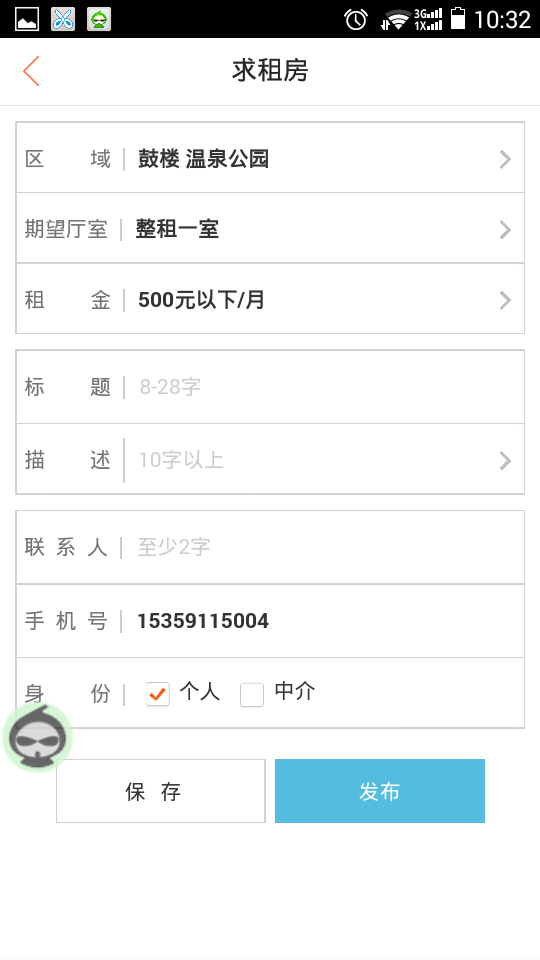 3G
1X
10:32
求租房
区 域 鼓楼 温泉公园
期望厅室 整租一室
租 金 500元以下/月
标 题 8-28字
描 述 10字以上
联系人 至少2字
手机号 15359115004
身 份 个人 中介
保 存 发布